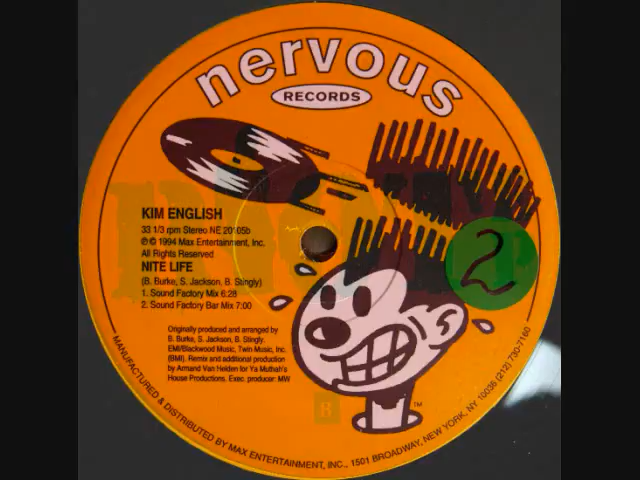 nervous
RECORDS
KIM ENGLISH
33 1/3 rpm Stereo NE 20105b
℗ © 1994 Max Entertainment, Inc.
All Rights Reserved
NITE LIFE
(B. Burke, S. Jackson, B. Stingly)
1. Sound Factory Mix 6:28
2. Sound Factory Bar Mix 7:00
2
Originally produced and arranged by
B. Burke, S. Jackson, B. Stingly.
EMI/Blackwood Music, Twin Music, Inc.
(BMI). Remix and additional production
by Armand Van Helden for Ya Muthah's
House Productions. Exec. producer: MW
R
TM
MANUFACTURED & DISTRIBUTED BY MAX ENTERTAINMENT, INC., 1501 BROADWAY, NEW YORK, NY 10036 (212) 730-7160